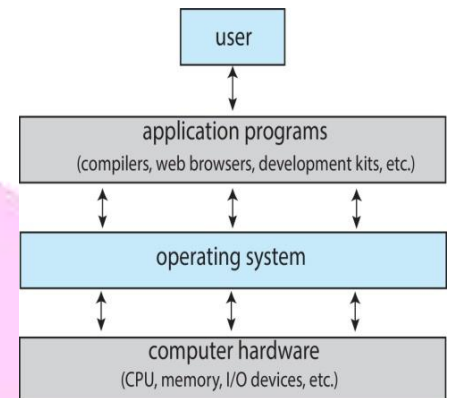 user
application programs
(compilers, web browsers, development kits, etc.)
operating system
computer hardware
(CPU, memory, I/O devices, etc.)